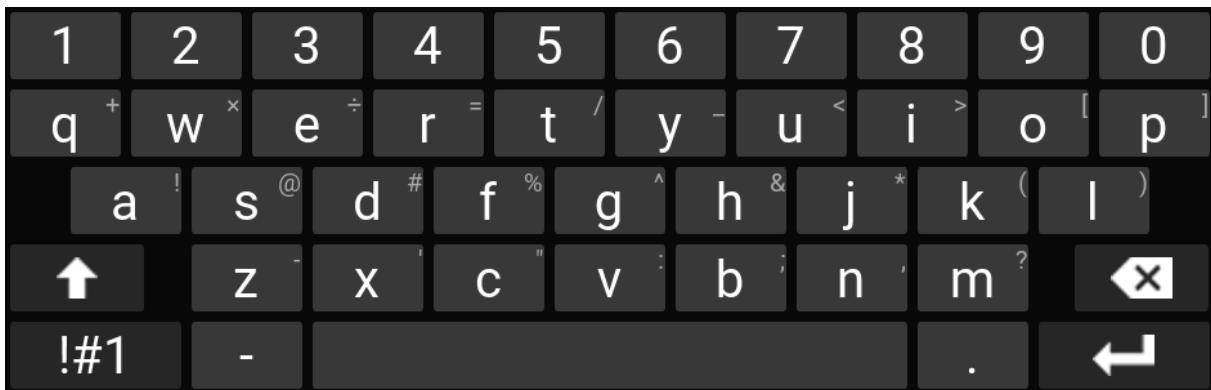 1 2 3 4 5 6 7 8 9 0
q + w × e ÷ r = t / y _ u < i > o [ p ]
a ! s @ d # f % g ^ h & j * k ( l )
z - x ' c " v : b ; n , m ?
!#1 - .